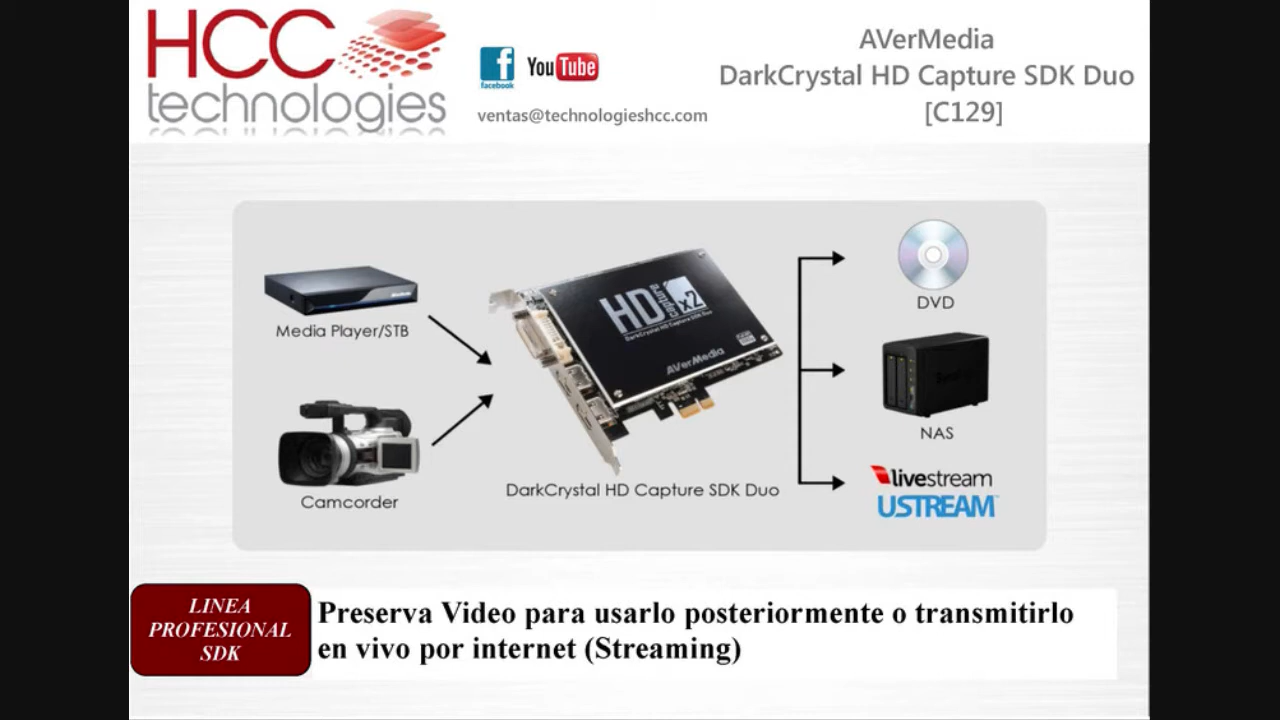 HCC
technologies
facebook
YouTube
ventas@technologieshcc.com
AVerMedia
DarkCrystal HD Capture SDK Duo
[C129]
Media Player/STB
Camcorder
HD
capture
x2
DarkCrystal HD Capture SDK Duo
AVerMedia
DarkCrystal HD Capture SDK Duo
DVD
Synology
NAS
livestream
USTREAM
LINEA
PROFESIONAL
SDK
Preserva Video para usarlo posteriormente o transmitirlo
en vivo por internet (Streaming)